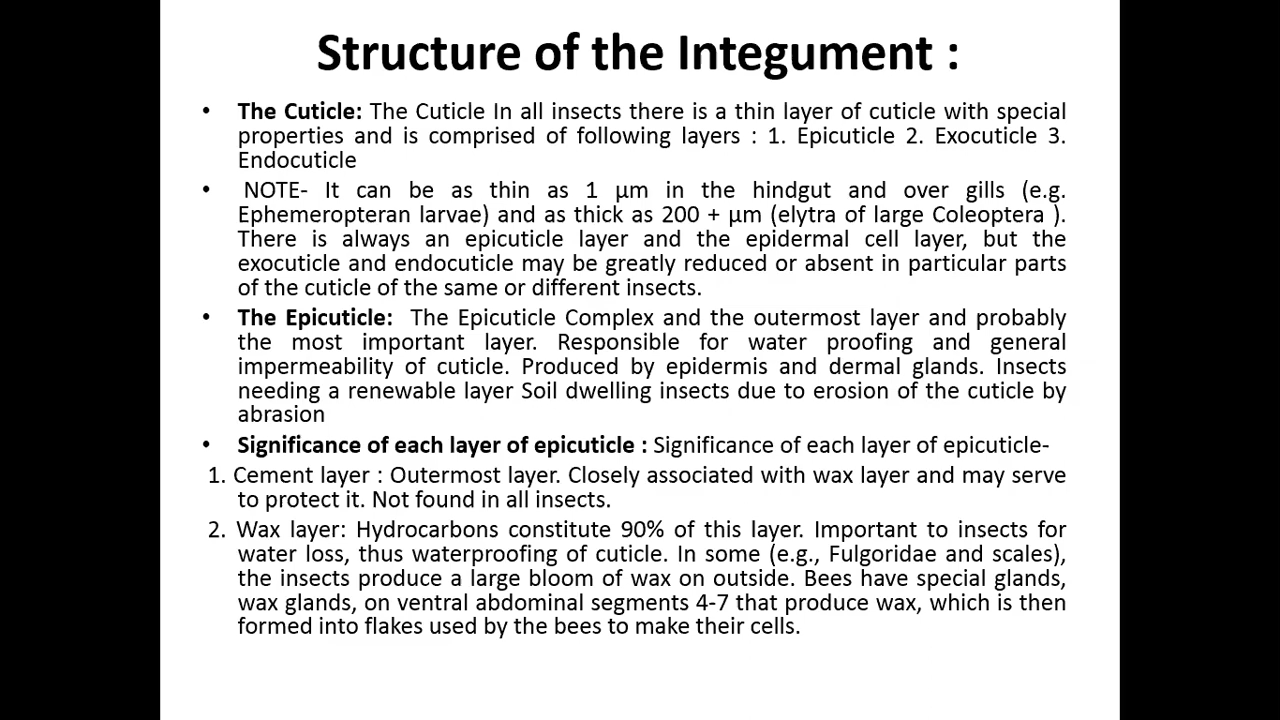 Structure of the Integument :
• The Cuticle: The Cuticle In all insects there is a thin layer of cuticle with special
properties and is comprised of following layers : 1. Epicuticle 2. Exocuticle 3.
Endocuticle
• NOTE- It can be as thin as 1 µm in the hindgut and over gills (e.g.
Ephemeropteran larvae) and as thick as 200 + µm (elytra of large Coleoptera ).
There is always an epicuticle layer and the epidermal cell layer, but the
exocuticle and endocuticle may be greatly reduced or absent in particular parts
of the cuticle of the same or different insects.
• The Epicuticle: The Epicuticle Complex and the outermost layer and probably
the most important layer. Responsible for water proofing and general
impermeability of cuticle. Produced by epidermis and dermal glands. Insects
needing a renewable layer Soil dwelling insects due to erosion of the cuticle by
abrasion
• Significance of each layer of epicuticle : Significance of each layer of epicuticle-
1. Cement layer : Outermost layer. Closely associated with wax layer and may serve
to protect it. Not found in all insects.
2. Wax layer: Hydrocarbons constitute 90% of this layer. Important to insects for
water loss, thus waterproofing of cuticle. In some (e.g., Fulgoridae and scales),
the insects produce a large bloom of wax on outside. Bees have special glands,
wax glands, on ventral abdominal segments 4-7 that produce wax, which is then
formed into flakes used by the bees to make their cells.